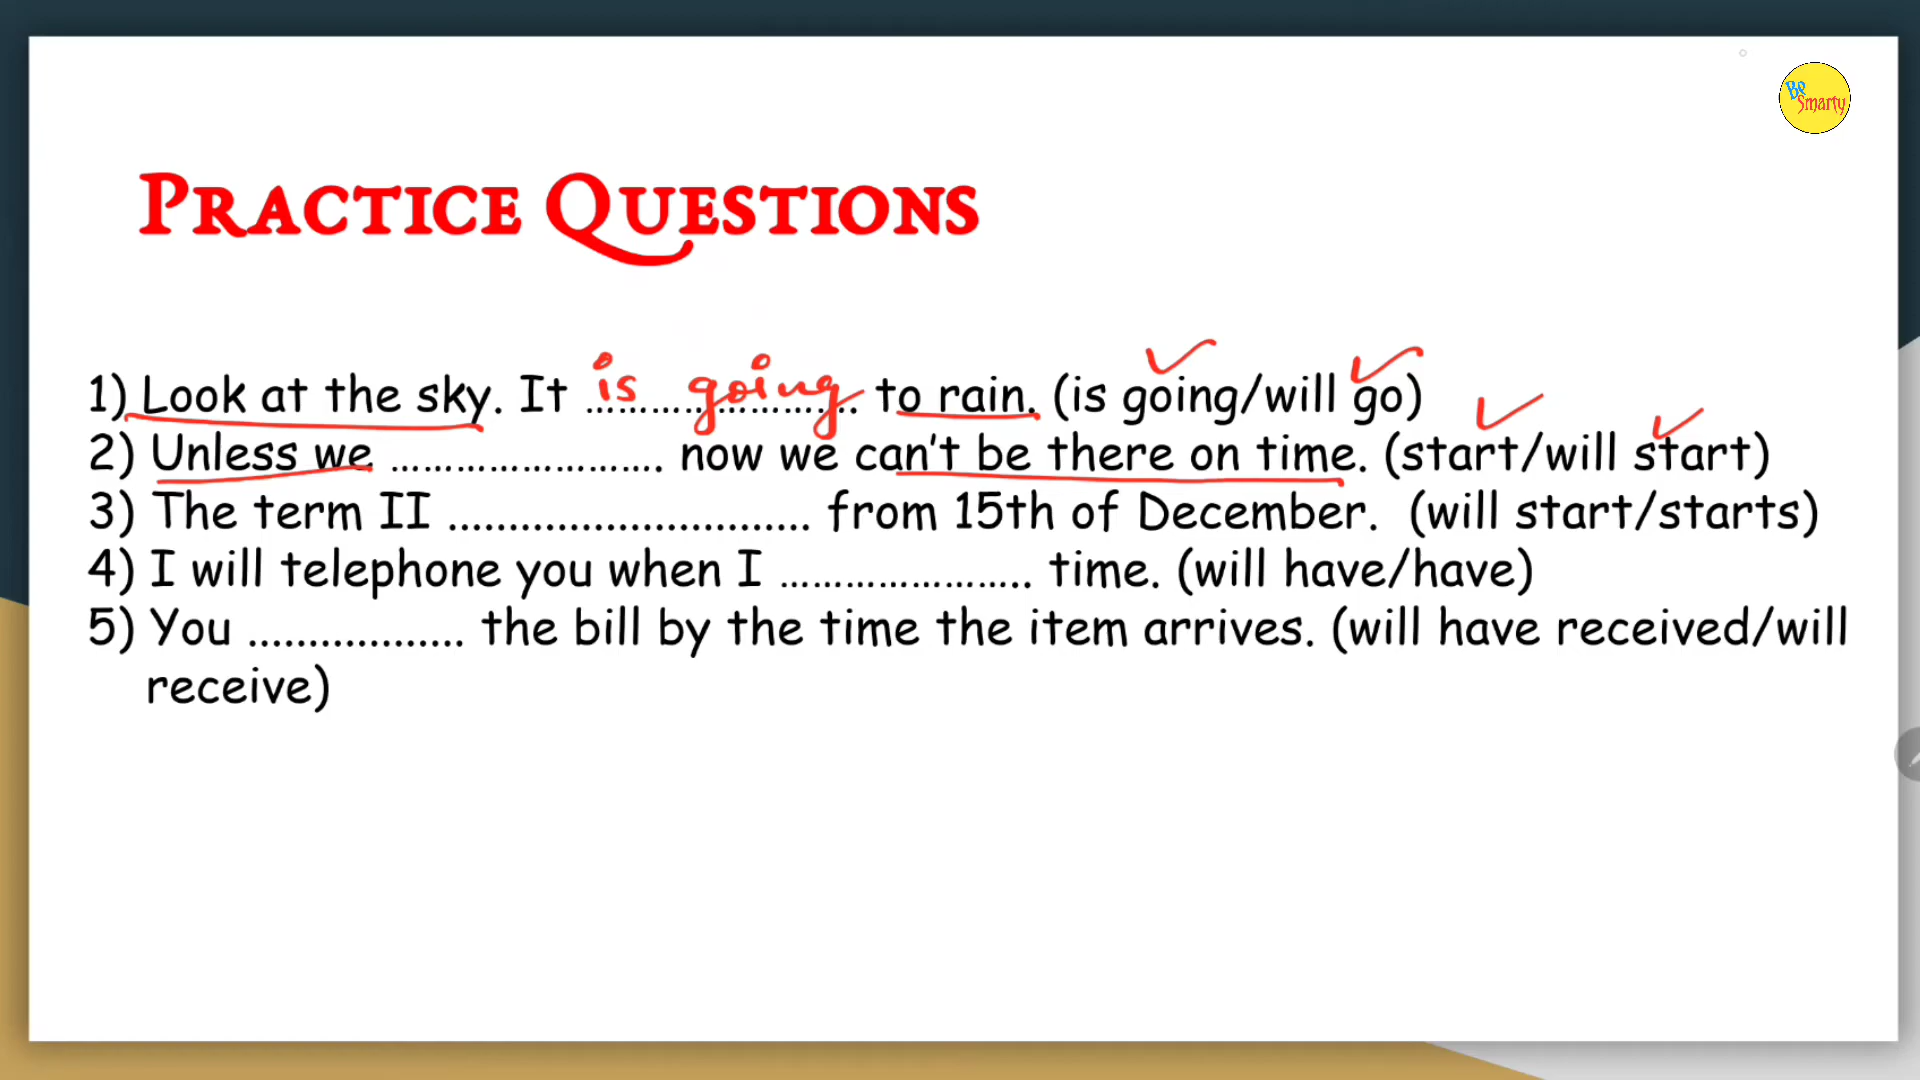 Be
Smarty
PRACTICE QUESTIONS
1) Look at the sky. It is going to rain. (is going/will go)
2) Unless we ........................ now we can't be there on time. (start/will start)
3) The term II .............................. from 15th of December. (will start/starts)
4) I will telephone you when I ....................... time. (will have/have)
5) You .................. the bill by the time the item arrives. (will have received/will
receive)